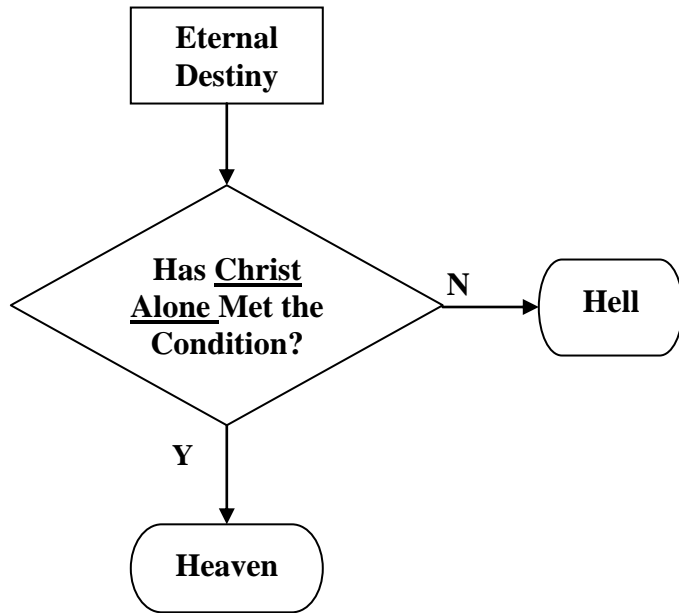 Eternal
Destiny
Has Christ
Alone Met the
Condition?
N
Hell
Y
Heaven